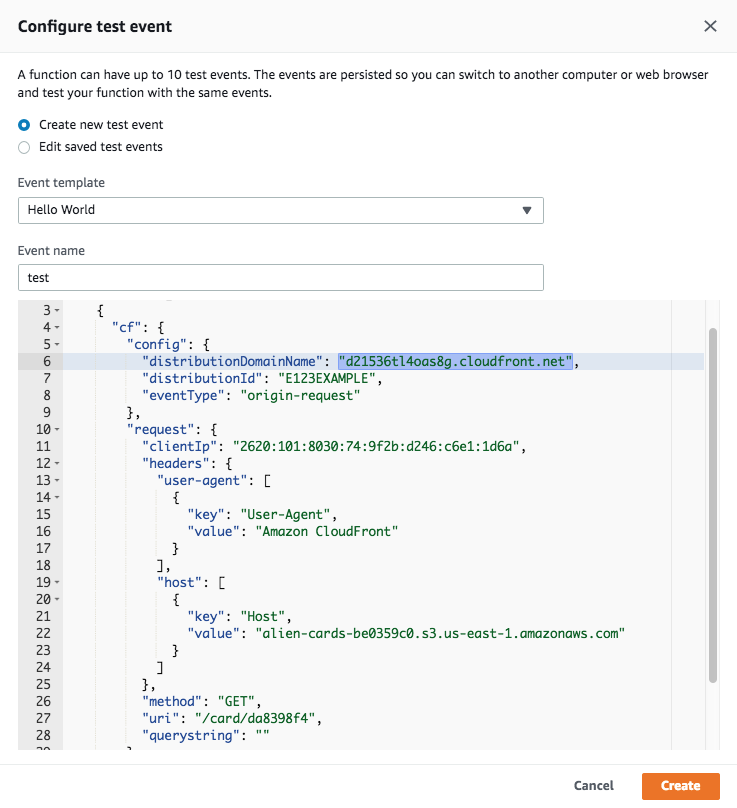 Configure test event
A function can have up to 10 test events. The events are persisted so you can switch to another computer or web browser
and test your function with the same events.
Create new test event
Edit saved test events
Event template
Hello World
Event name
test
3 {
4 "cf": {
5 "config": {
6 "distributionDomainName": "d21536tl4oas8g.cloudfront.net",
7 "distributionId": "E123EXAMPLE",
8 "eventType": "origin-request"
9 },
10 "request": {
11 "clientIp": "2620:101:8030:74:9f2b:d246:c6e1:1d6a",
12 "headers": {
13 "user-agent": [
14 {
15 "key": "User-Agent",
16 "value": "Amazon CloudFront"
17 }
18 ],
19 "host": [
20 {
21 "key": "Host",
22 "value": "alien-cards-be0359c0.s3.us-east-1.amazonaws.com"
23 }
24 ]
25 },
26 "method": "GET",
27 "uri": "/card/da8398f4",
28 "querystring": ""
Cancel
Create